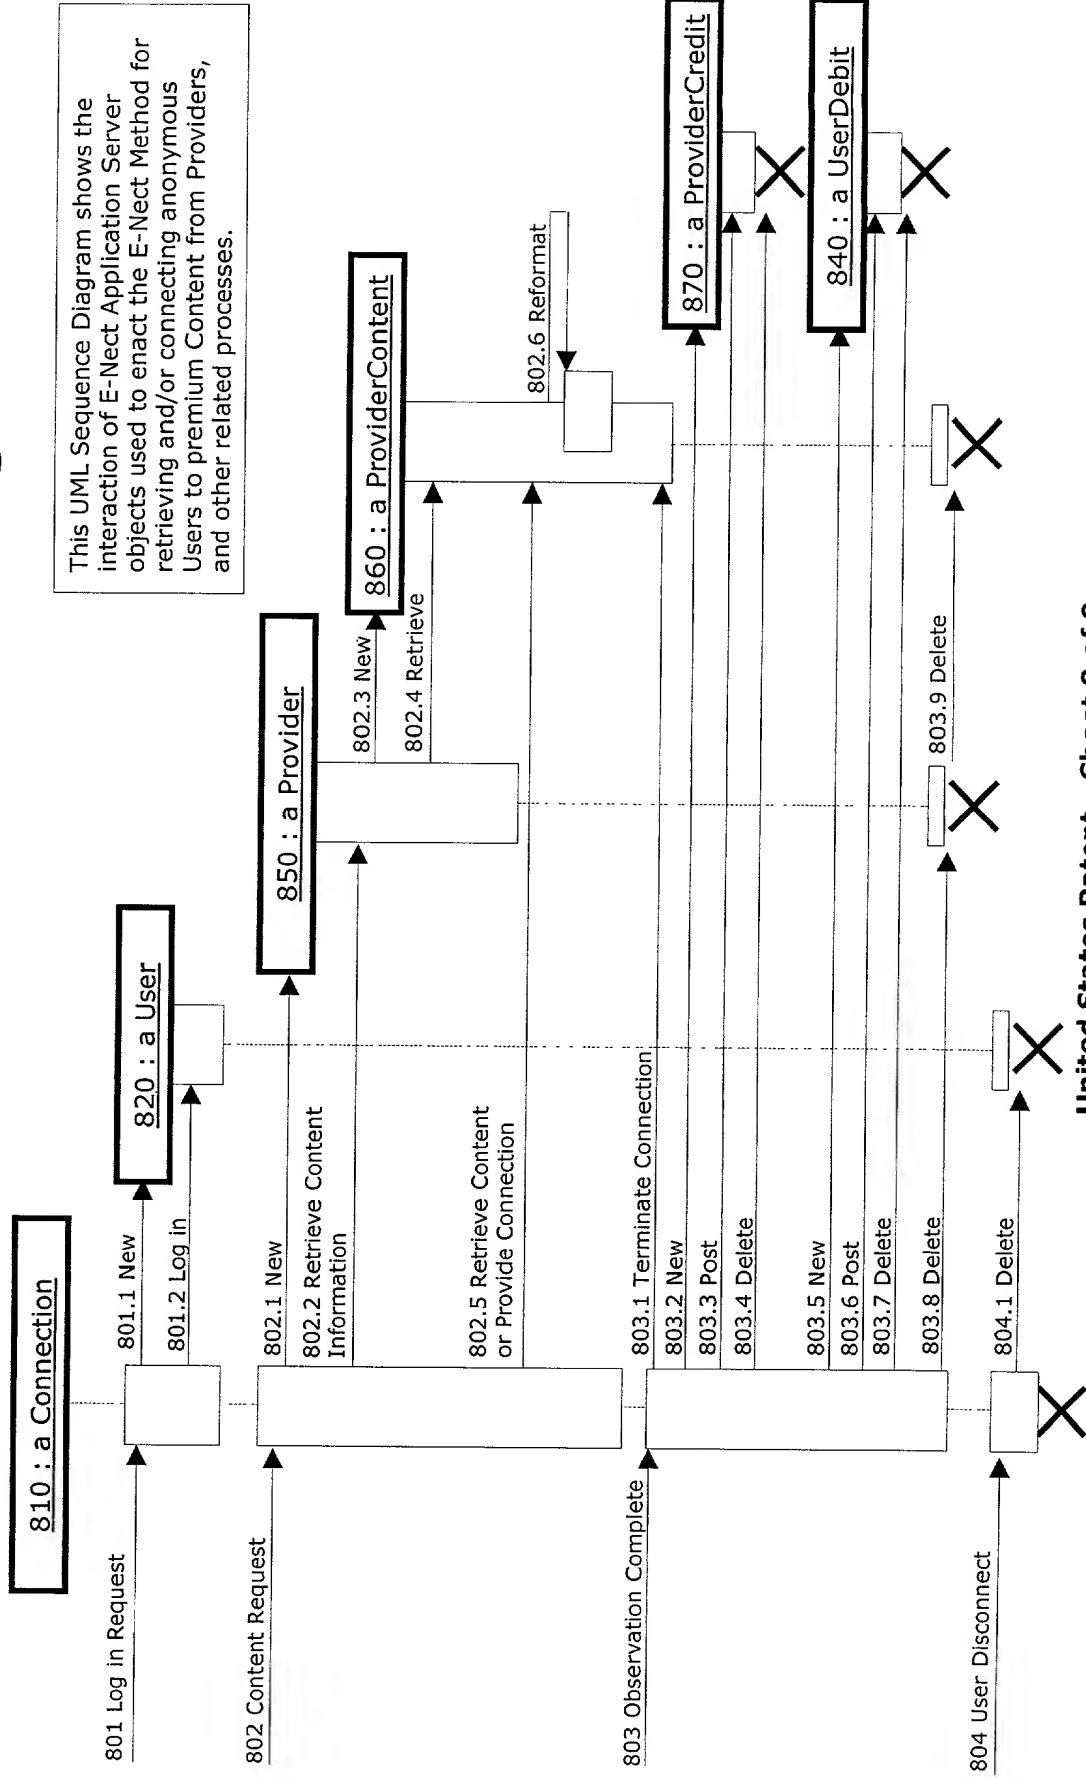 This UML Sequence Diagram shows the
interaction of E-Nect Application Server
objects used to enact the E-Nect Method for
retrieving and/or connecting anonymous
Users to premium Content from Providers,
and other related processes.
810 : a Connection
820 : a User
850 : a Provider
860 : a ProviderContent
870 : a ProviderCredit
840 : a UserDebit
801 Log in Request
801.1 New
801.2 Log in
802 Content Request
802.1 New
802.2 Retrieve Content
Information
802.3 New
802.4 Retrieve
802.5 Retrieve Content
or Provide Connection
802.6 Reformat
803 Observation Complete
803.1 Terminate Connection
803.2 New
803.3 Post
803.4 Delete
803.5 New
803.6 Post
803.7 Delete
803.8 Delete
803.9 Delete
804 User Disconnect
804.1 Delete
United States Patent